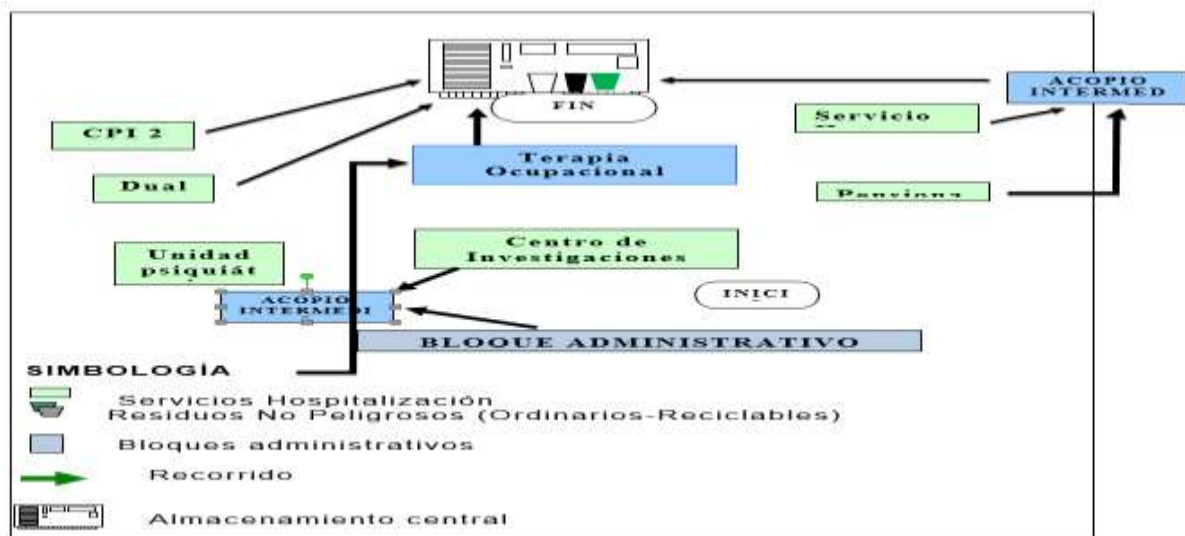 FIN
ACOPIO
INTERMED
CPI 2
Servicio
Terapia
Ocupacional
Dual
Centro de
Investigaciones
Unidad
psiquiát
ACOPIO
INTERMEDI
INICI
BLOQUE ADMINISTRATIVO
SIMBOLOGÍA
Servicios Hospitalización
Residuos No Peligrosos (Ordinarios-Reciclables)
Bloques administrativos
Recorrido
Almacenamiento central